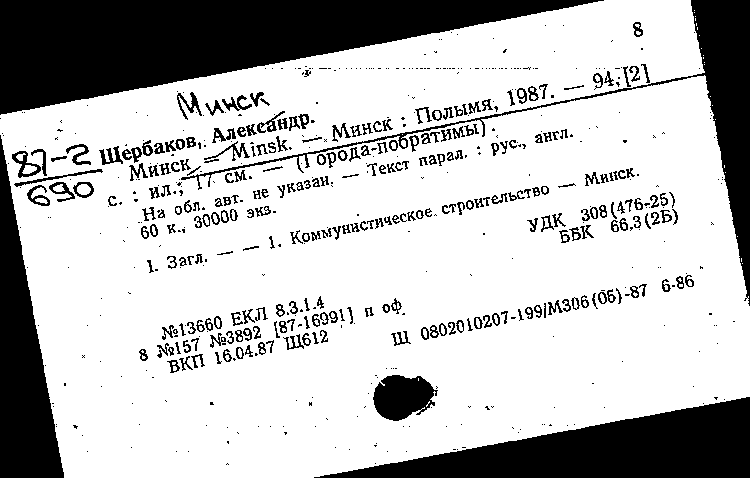 8
Минск
87-2
690
Щербаков, Александр.
Минск = Minsk. — Минск : Полымя, 1987. — 94,[2]
с. : ил.; 17 см. — (Города-побратимы).
На обл. авт. не указан. — Текст парал. : рус., англ.
60 к., 30000 экз.
1. Загл. — — 1. Коммунистическое строительство — Минск.
УДК 308(476-25)
ББК 66.3(2Б)
№13660 ЕКЛ 8.3.1.4
8 №157 №3892 [87-16991] п оф.
ВКП 16.04.87 Щ612
Щ 0802010207-199/М306(05)-87 6-86